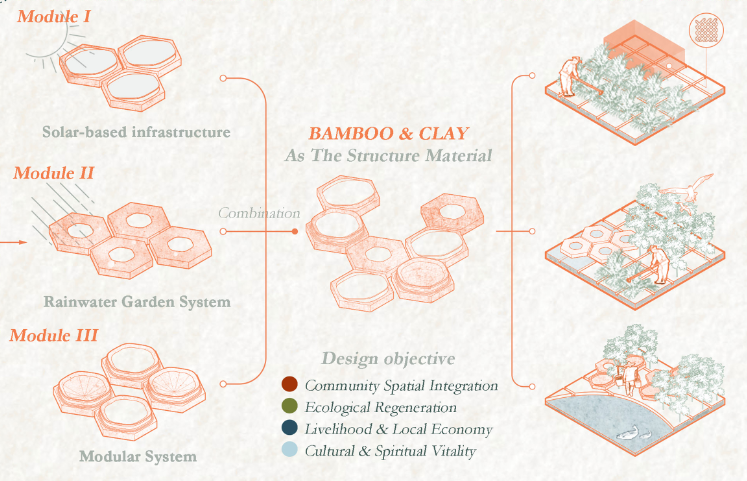 Module I
Solar-based infrastructure
Module II
Rainwater Garden System
Module III
Modular System
Combination
BAMBOO & CLAY
As The Structure Material
Design objective
Community Spatial Integration
Ecological Regeneration
Livelihood & Local Economy
Cultural & Spiritual Vitality